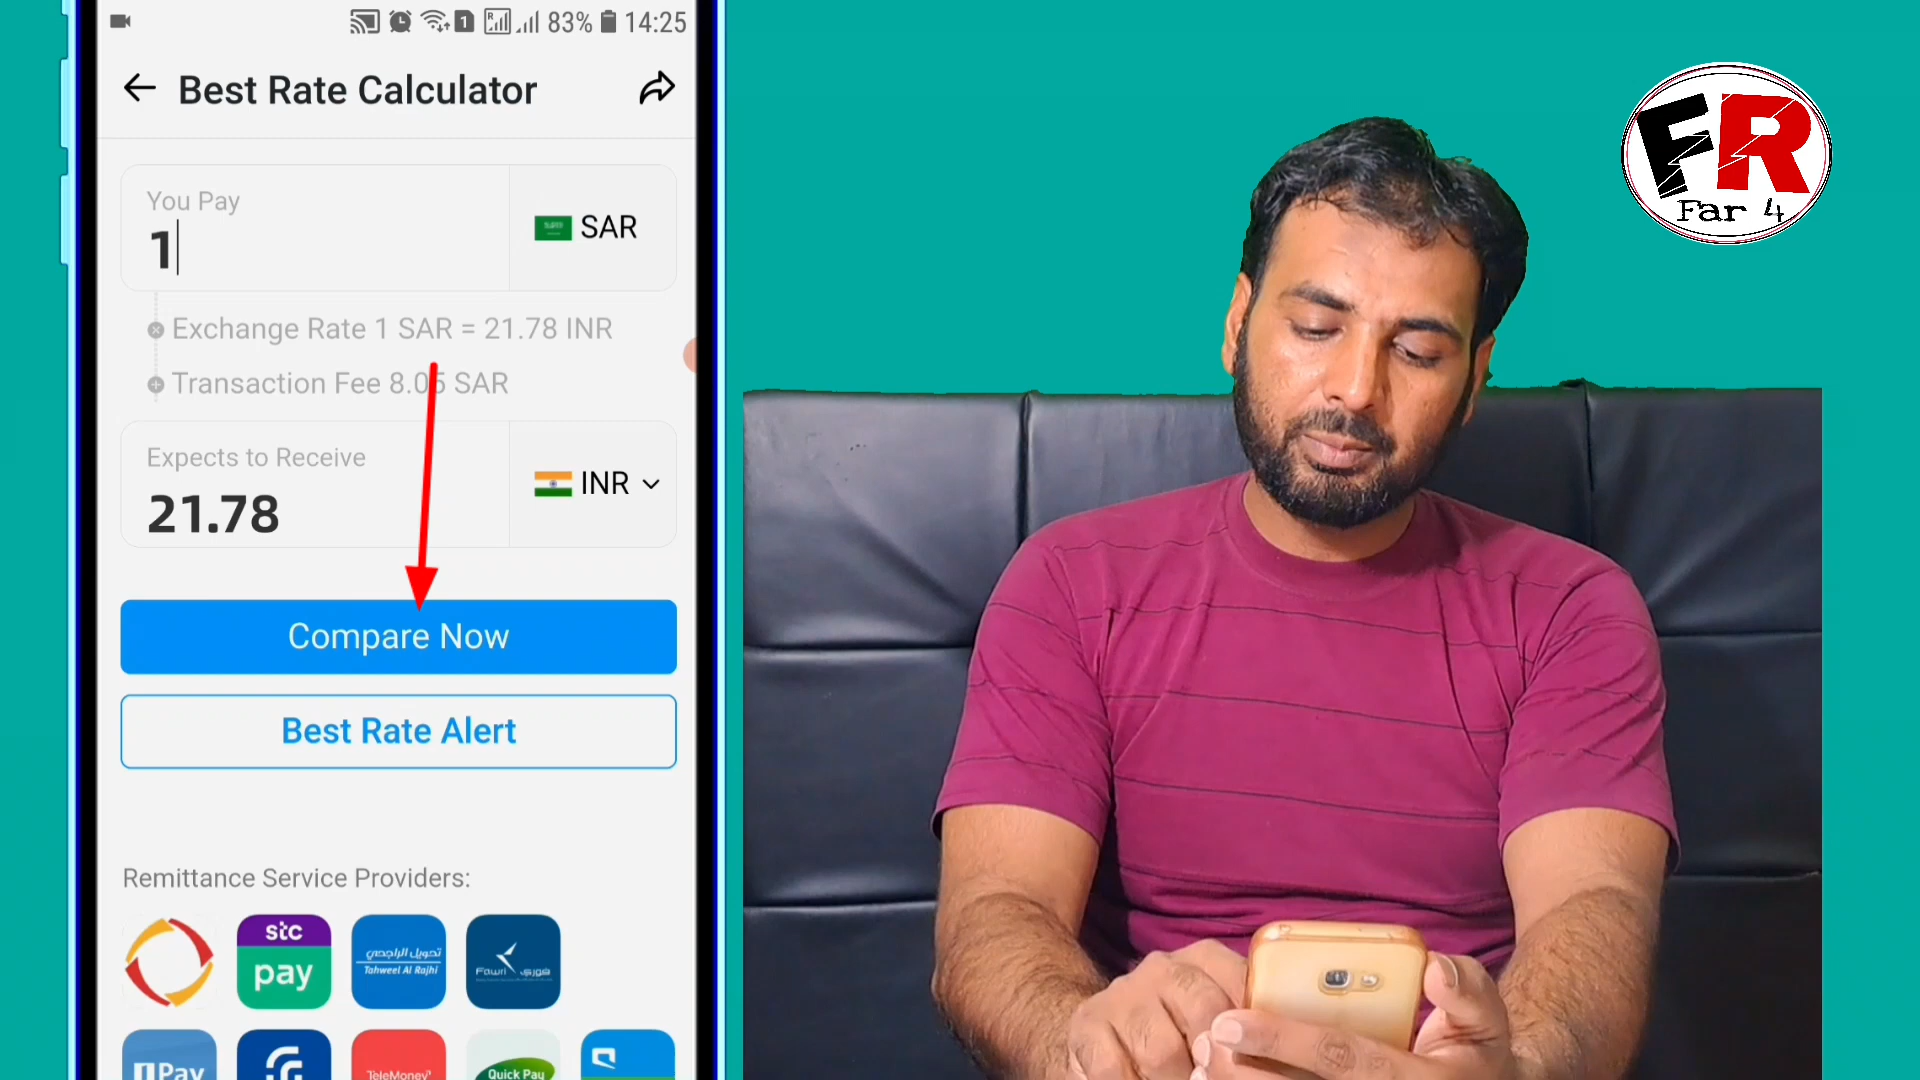 1 R 83% 14:25
Best Rate Calculator
You Pay
1
SAR
Exchange Rate 1 SAR = 21.78 INR
Transaction Fee 8.05 SAR
Expects to Receive
21.78
INR
Compare Now
Best Rate Alert
Remittance Service Providers:
stc
pay
تحويل الراجحي
Tahweel Al Rajhi
Fawri فوري
Pay
TeleMoney
Quick Pay
FR
Far 4